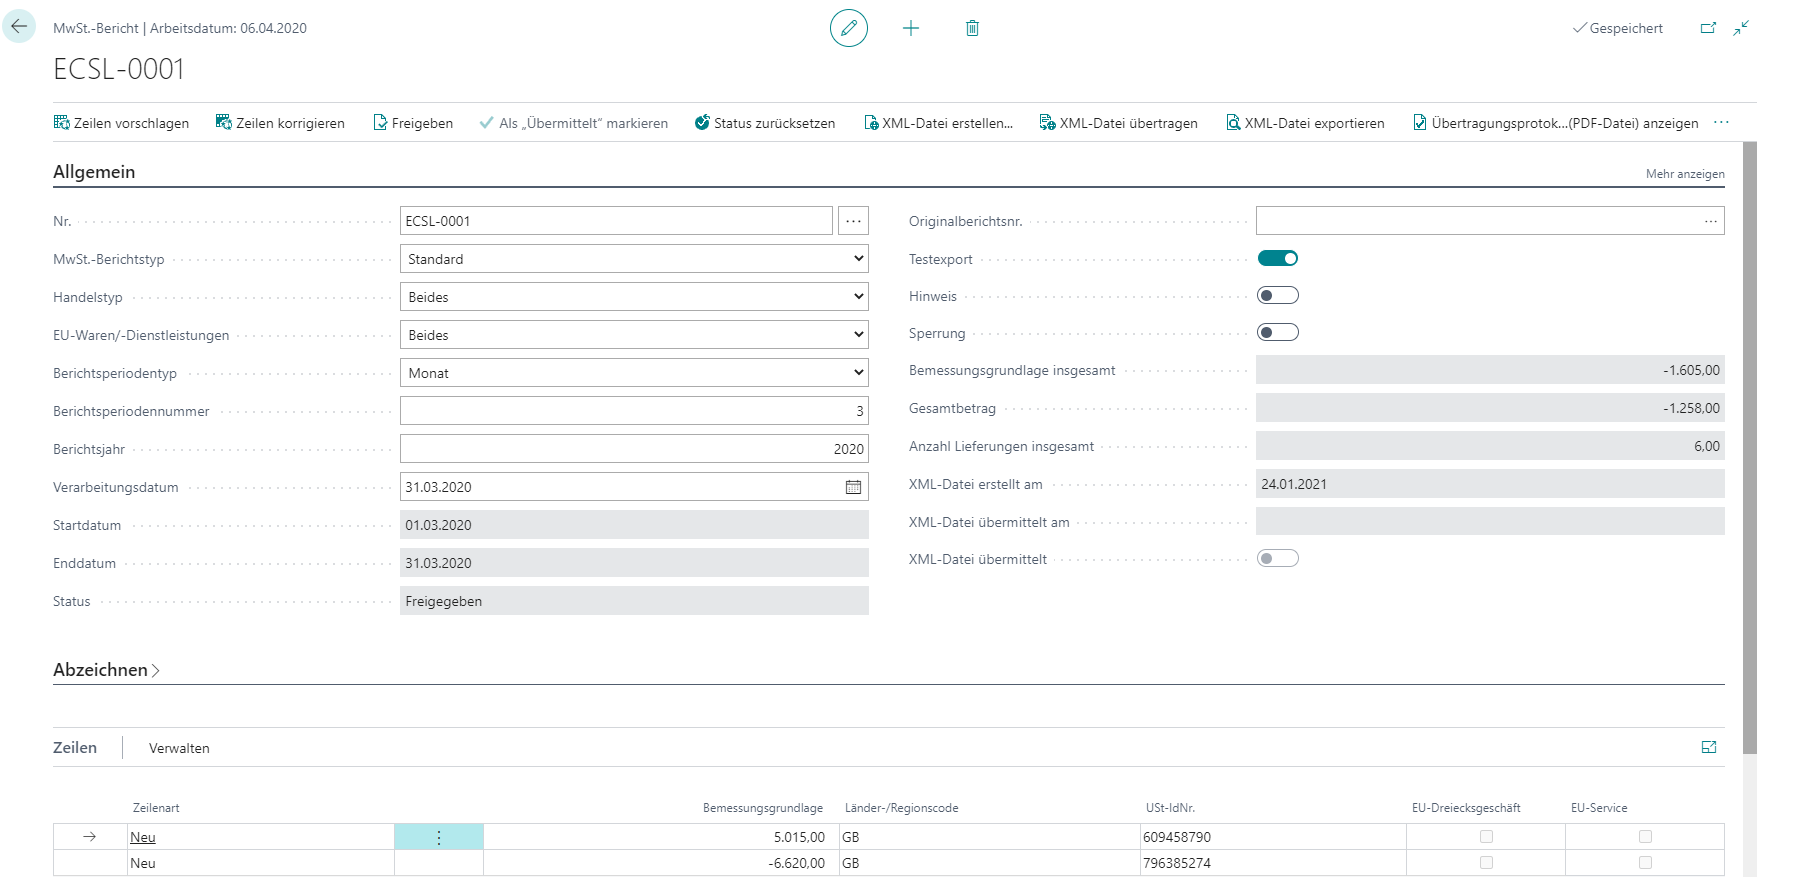 MwSt.-Bericht | Arbeitsdatum: 06.04.2020
Gespeichert
ECSL-0001
Zeilen vorschlagen Zeilen korrigieren Freigeben Als „Übermittelt“ markieren Status zurücksetzen XML-Datei erstellen... XML-Datei übertragen XML-Datei exportieren Übertragungsprotok...(PDF-Datei) anzeigen ...
Allgemein
Mehr anzeigen
Nr. ECSL-0001 ...
MwSt.-Berichtstyp Standard
Handelstyp Beides
EU-Waren/-Dienstleistungen Beides
Berichtsperiodentyp Monat
Berichtsperiodennummer 3
Berichtsjahr 2020
Verarbeitungsdatum 31.03.2020
Startdatum 01.03.2020
Enddatum 31.03.2020
Status Freigegeben
Originalberichtsnr. ...
Testexport
Hinweis
Sperrung
Bemessungsgrundlage insgesamt -1.605,00
Gesamtbetrag -1.258,00
Anzahl Lieferungen insgesamt 6,00
XML-Datei erstellt am 24.01.2021
XML-Datei übermittelt am
XML-Datei übermittelt
Abzeichnen
Zeilen Verwalten
Zeilenart Bemessungsgrundlage Länder-/Regionscode USt-IdNr. EU-Dreiecksgeschäft EU-Service
Neu 5.015,00 GB 609458790
Neu -6.620,00 GB 796385274